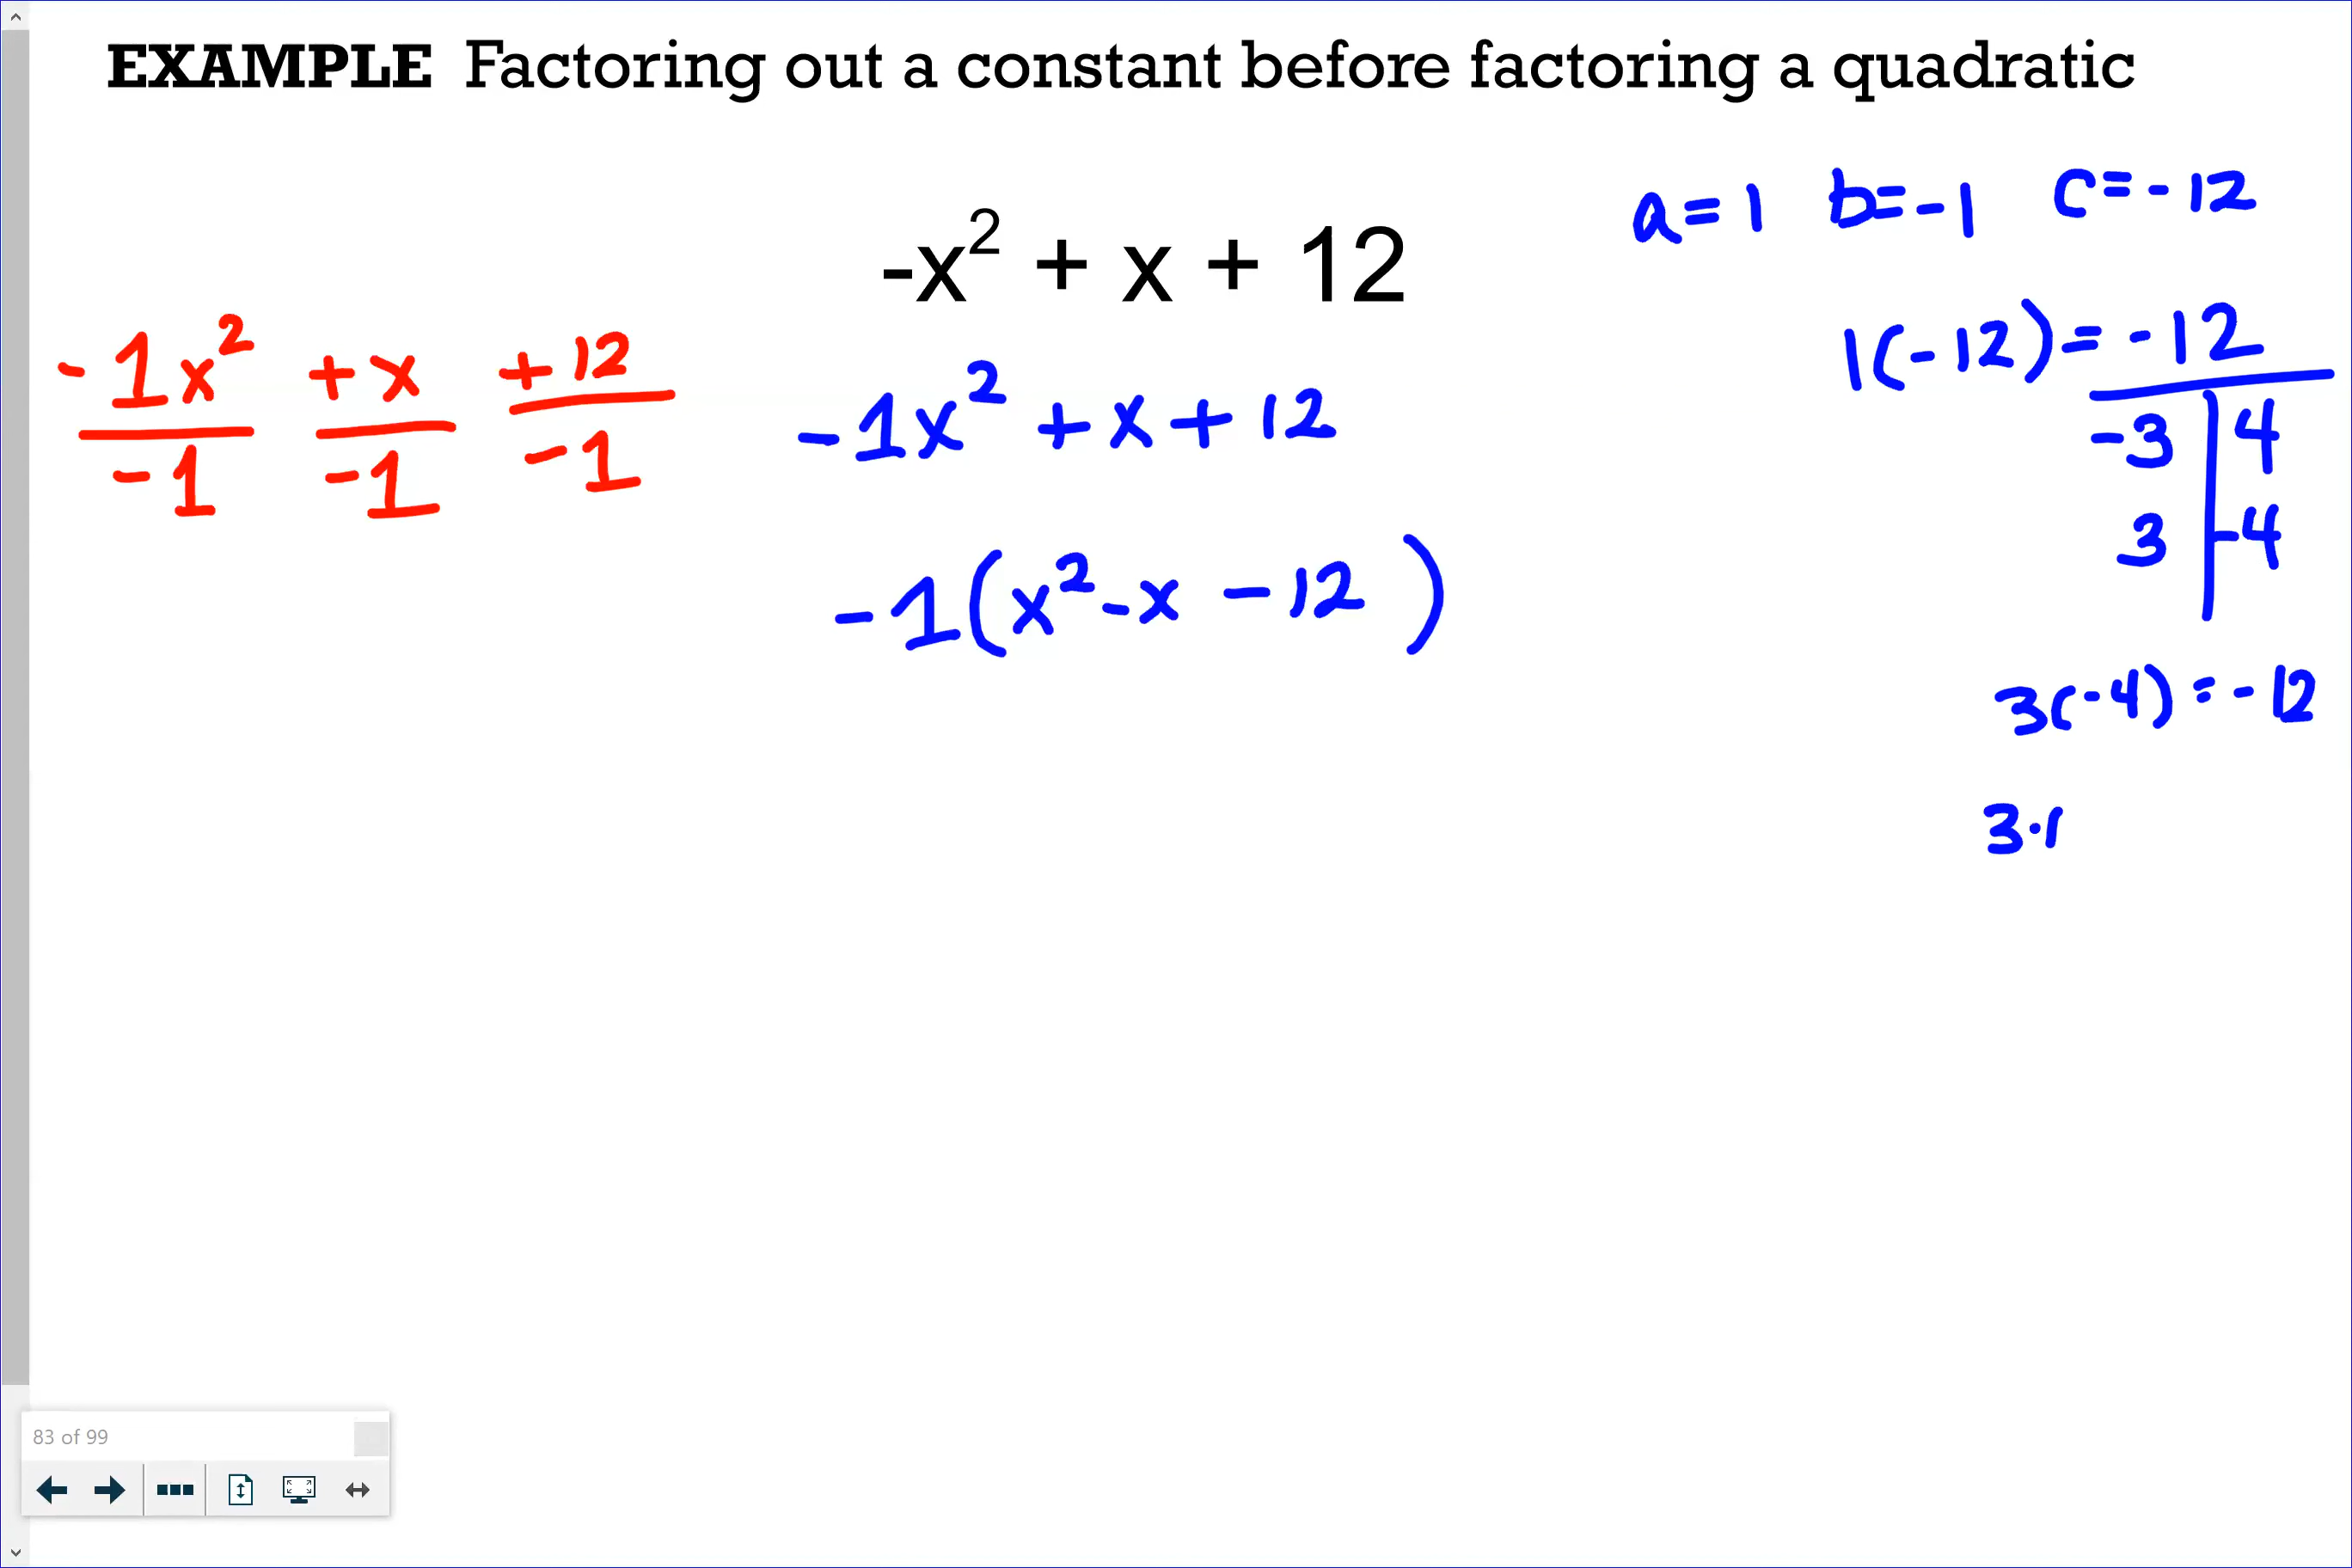 EXAMPLE Factoring out a constant before factoring a quadratic
a = 1 b = -1 c = -12
-x² + x + 12
-1x² +x +12
-1 -1 -1
-1x² + x + 12
1(-12) = -12
-3 | 4
3 | -4
-1(x² - x - 12)
3(-4) = -12
3·1
83 of 99